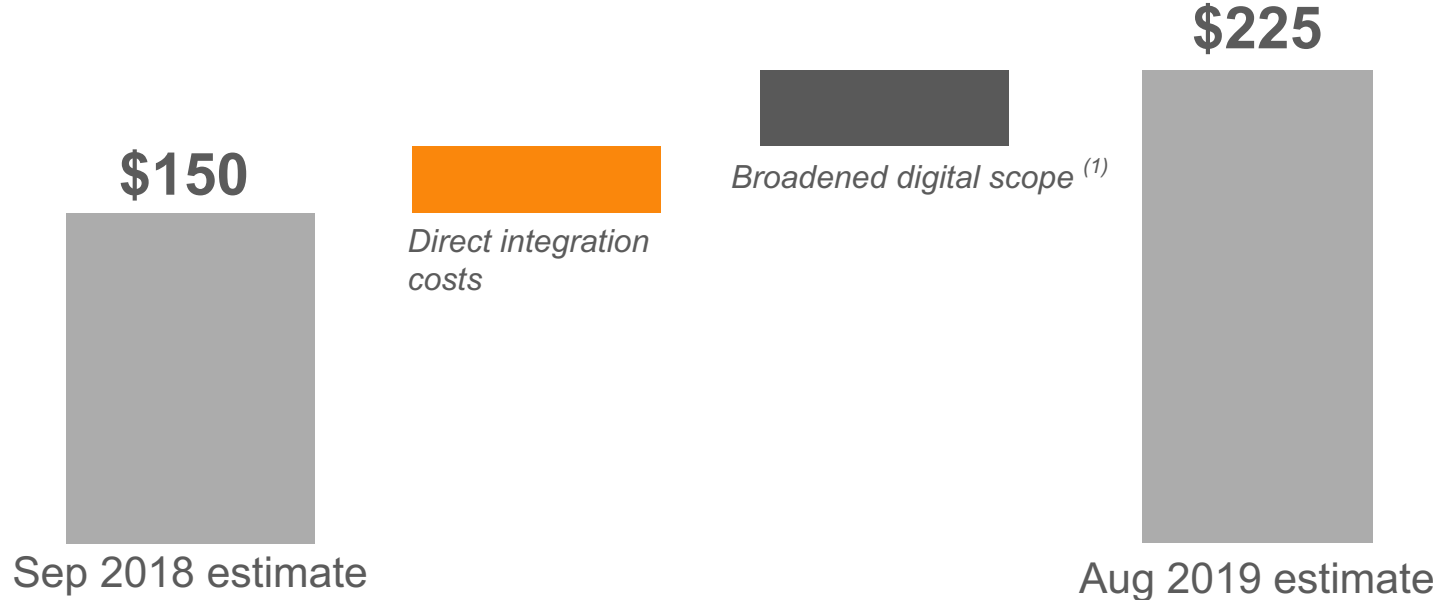 $225
$150
Broadened digital scope (1)
Direct integration
costs
Sep 2018 estimate
Aug 2019 estimate